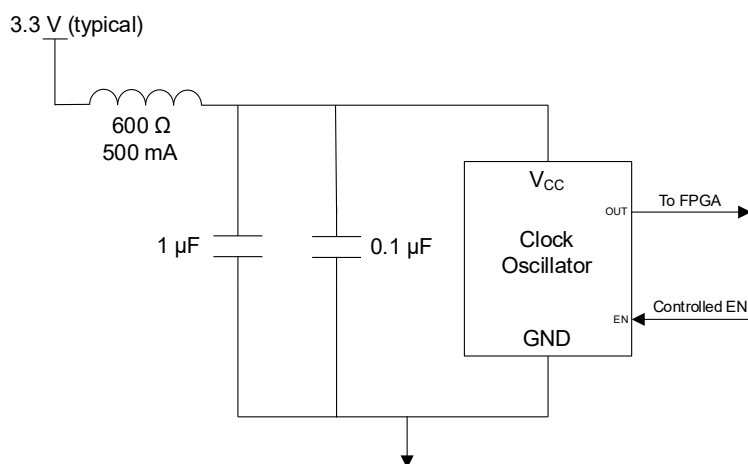 3.3 V (typical)
600 Ω
500 mA
1 µF
0.1 µF
VCC
OUT
To FPGA
Clock
Oscillator
Controlled EN
EN
GND